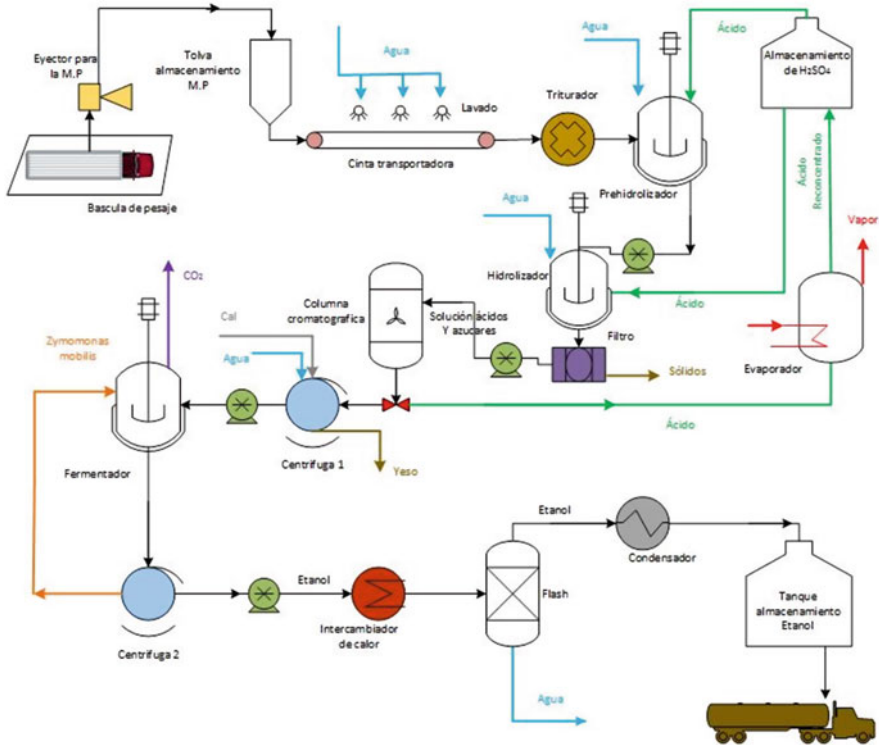 Eyector para
la M.P
Tolva
almacenamiento
M.P
Agua
Lavado
Cinta transportadora
Triturador
Agua
Ácido
Almacenamiento
de H₂SO₄
Prehidrolizador
Bascula de pesaje
Agua
Hidrolizador
Ácido
Ácido
Reconcentrado
Vapor
Evaporador
CO₂
Zymomonas
mobilis
Cal
Agua
Columna
cromatografica
Solución ácidos
Y azucares
Filtro
Sólidos
Ácido
Fermentador
Centrífuga 1
Yeso
Centrífuga 2
Etanol
Intercambiador
de calor
Flash
Agua
Etanol
Condensador
Tanque
almacenamiento
Etanol